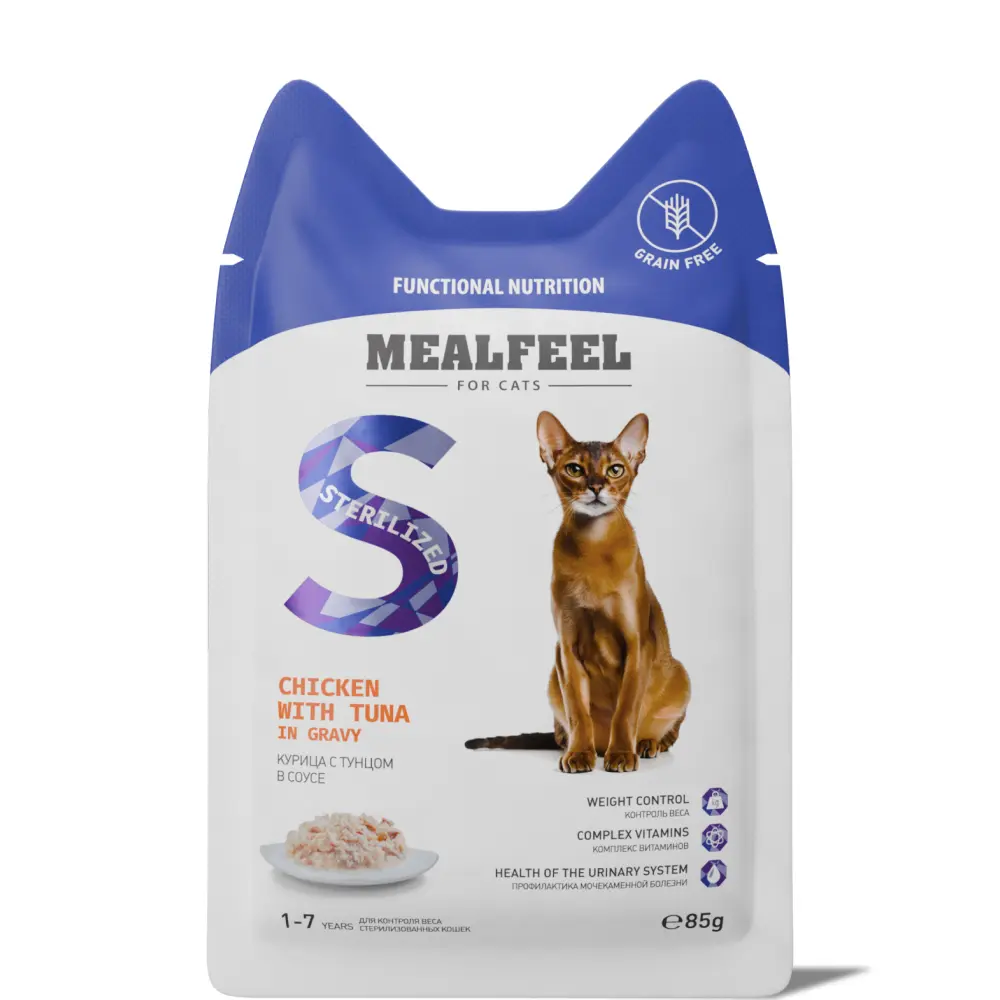 GRAIN FREE
FUNCTIONAL NUTRITION
MEALFEEL
FOR CATS
S
STERILIZED
CHICKEN
WITH TUNA
IN GRAVY
КУРИЦА С ТУНЦОМ
В СОУСЕ
WEIGHT CONTROL
КОНТРОЛЬ ВЕСА
COMPLEX VITAMINS
КОМПЛЕКС ВИТАМИНОВ
HEALTH OF THE URINARY SYSTEM
ПРОФИЛАКТИКА МОЧЕКАМЕННОЙ БОЛЕЗНИ
1-7 YEARS
ДЛЯ КОНТРОЛЯ ВЕСА
СТЕРИЛИЗОВАННЫХ КОШЕК
℮85g